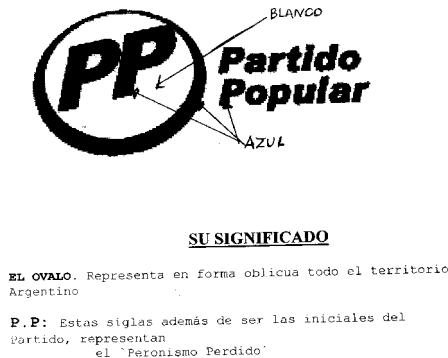 BLANCO
PP
Partido
Popular
AZUL
SU SIGNIFICADO
EL OVALO. Representa en forma oblicua todo el territorio
Argentino
P.P: Estas siglas además de ser las iniciales del
Partido, representan
el `Peronismo Perdido´